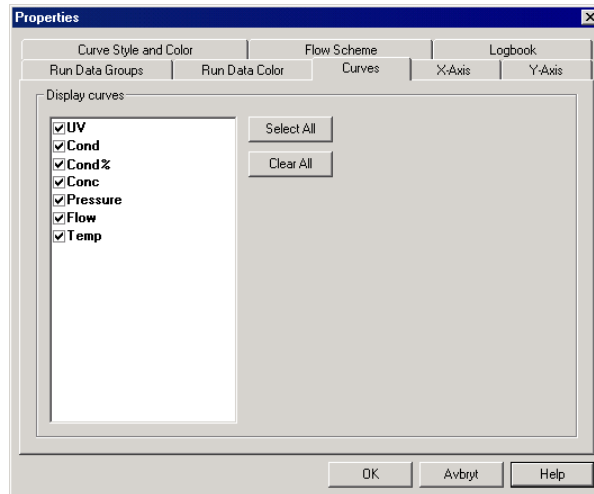 Properties
Curve Style and Color Flow Scheme Logbook
Run Data Groups Run Data Color Curves X-Axis Y-Axis
Display curves
UV
Select All
Cond
Cond%
Clear All
Conc
Pressure
Flow
Temp
OK Avbryt Help